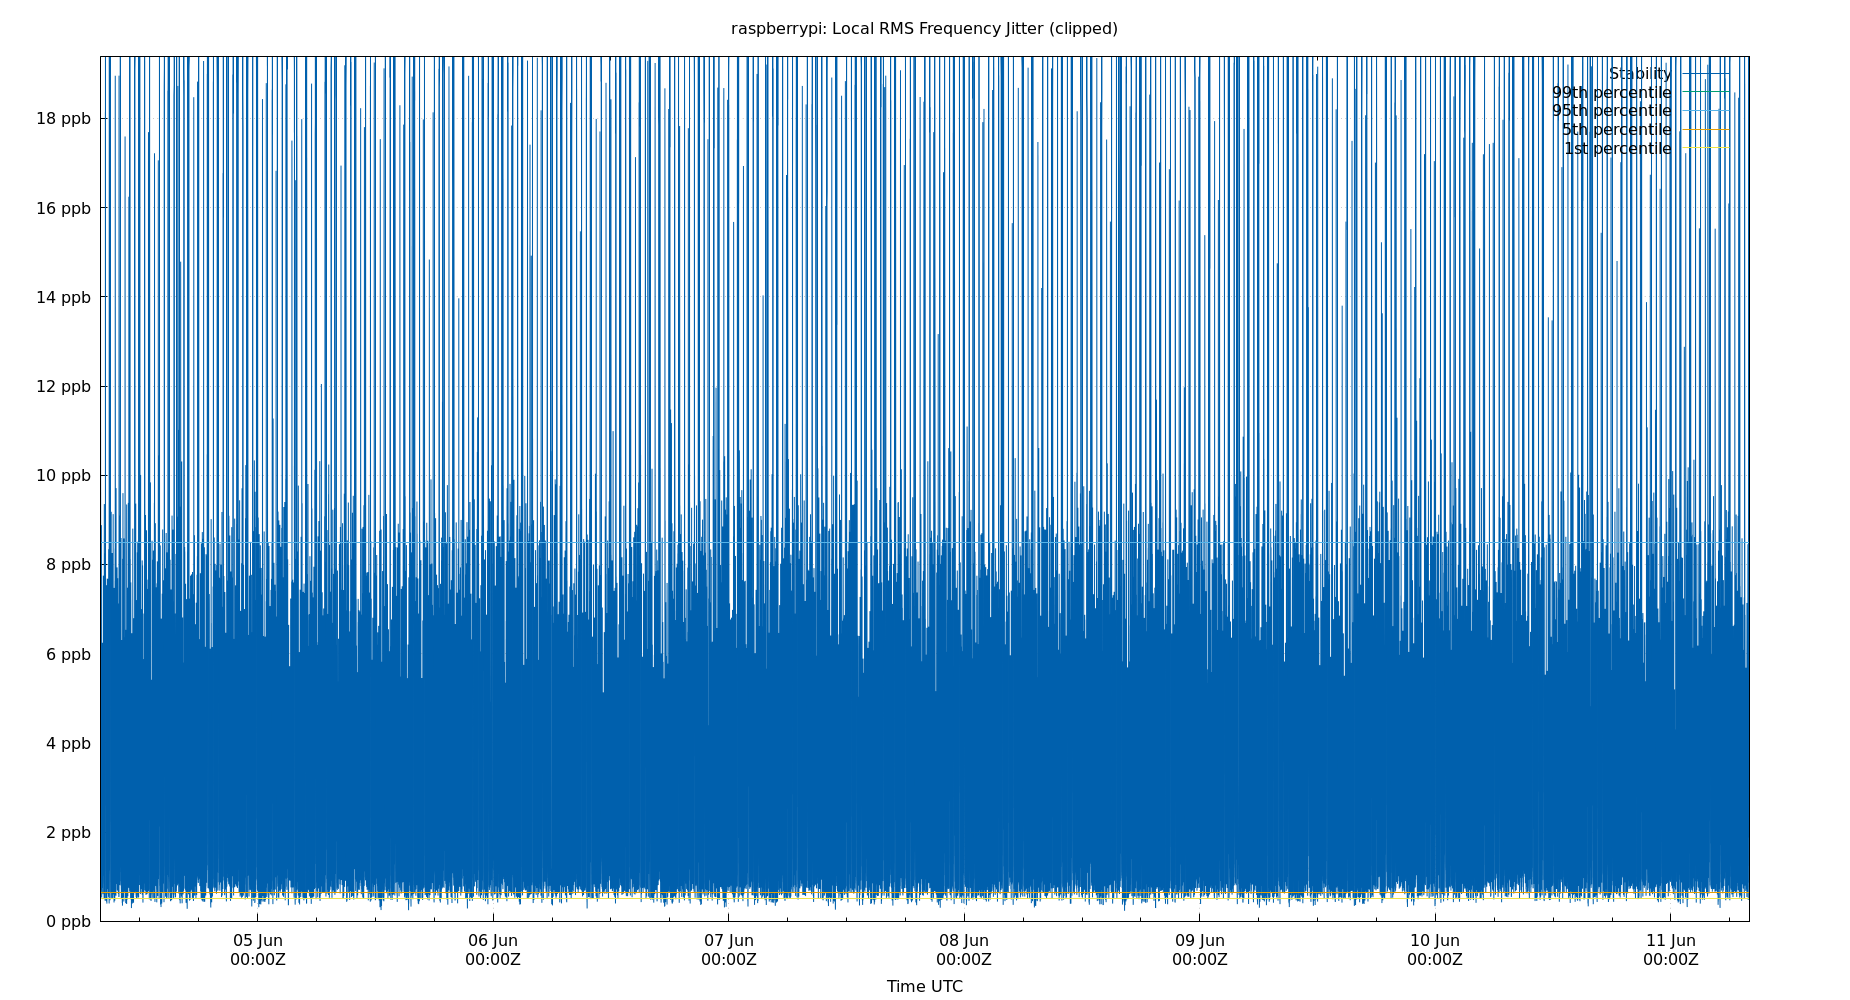 raspberrypi: Local RMS Frequency Jitter (clipped)
Stability
99th percentile
95th percentile
5th percentile
1st percentile
18 ppb
16 ppb
14 ppb
12 ppb
10 ppb
8 ppb
6 ppb
4 ppb
2 ppb
0 ppb
05 Jun 06 Jun 07 Jun 08 Jun 09 Jun 10 Jun 11 Jun
00:00Z 00:00Z 00:00Z 00:00Z 00:00Z 00:00Z 00:00Z
Time UTC